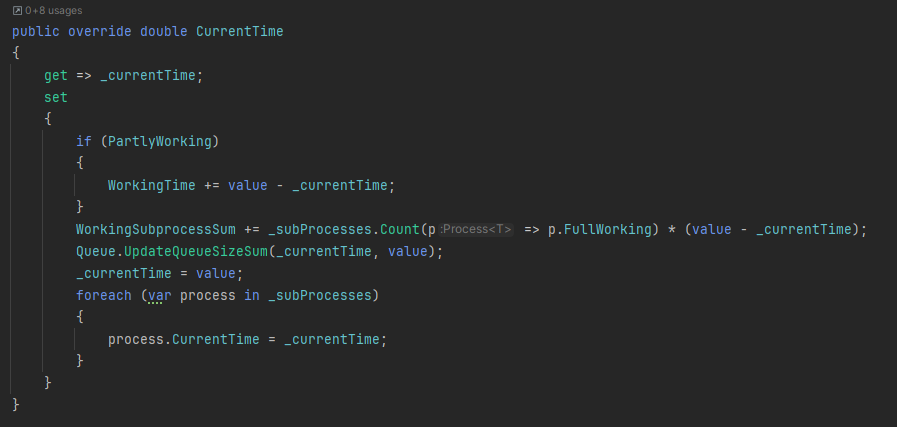 0+8 usages
public override double CurrentTime
{
    get => _currentTime;
    set
    {
        if (PartlyWorking)
        {
            WorkingTime += value - _currentTime;
        }
        WorkingSubprocessSum += _subProcesses.Count(p :Process<T> => p.FullWorking) * (value - _currentTime);
        Queue.UpdateQueueSizeSum(_currentTime, value);
        _currentTime = value;
        foreach (var process in _subProcesses)
        {
            process.CurrentTime = _currentTime;
        }
    }
}